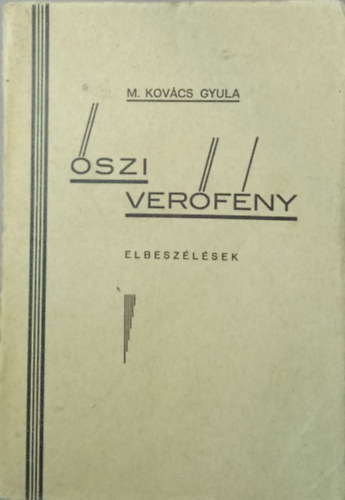 M. KOVÁCS GYULA
ŐSZI
VERŐFÉNY
ELBESZÉLÉSEK